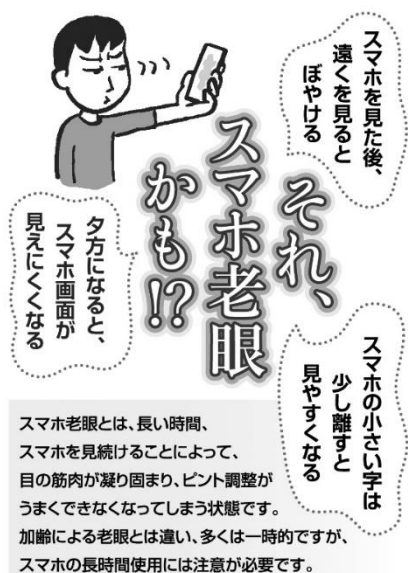 スマホを見た後、
遠くを見ると
ぼやける
それ、
スマホ老眼
かも!?
夕方になると、
スマホ画面が
見えにくくなる
スマホの小さい字は
少し離すと
見やすくなる
スマホ老眼とは、長い時間、
スマホを見続けることによって、
目の筋肉が凝り固まり、ピント調整が
うまくできなくなってしまう状態です。
加齢による老眼とは違い、多くは一時的ですが、
スマホの長時間使用には注意が必要です。